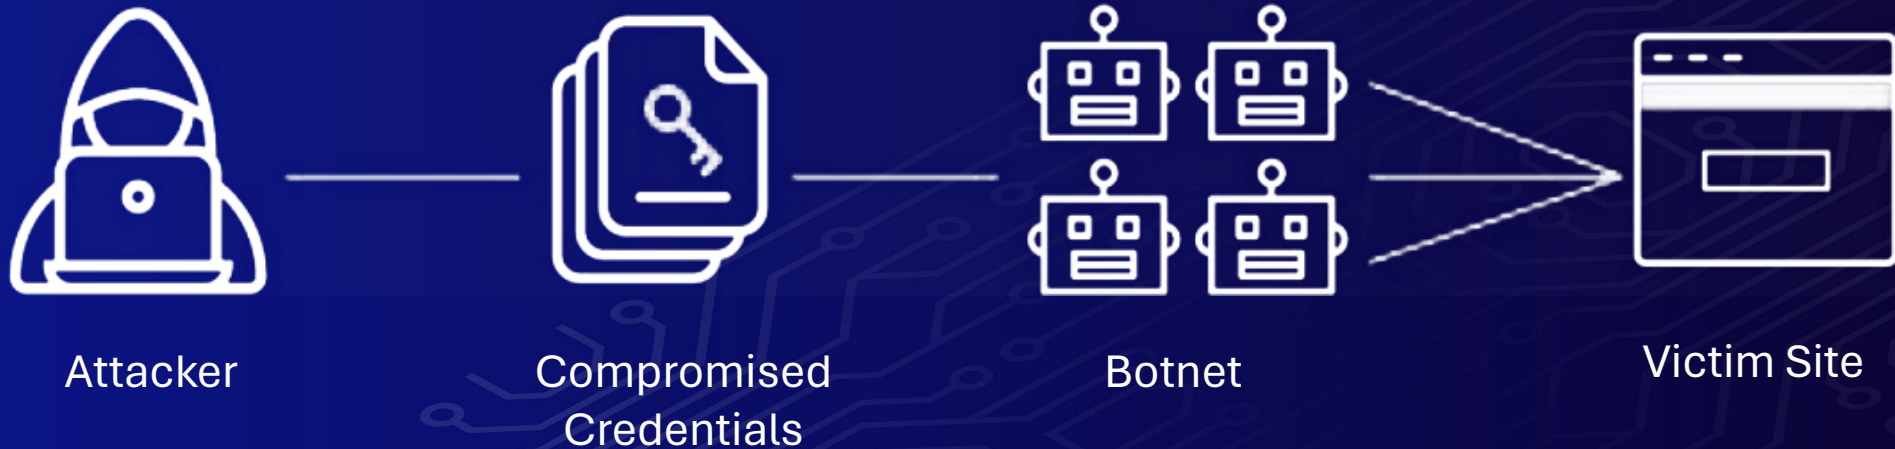 Attacker
Compromised
Credentials
Botnet
Victim Site